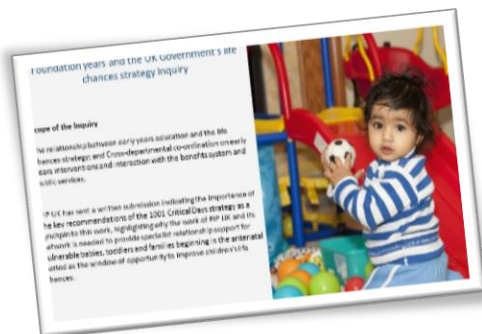 Foundation years and the UK Government's life
chances strategy inquiry
cope of the Inquiry
he relationship between early years education and the life
hances strategy; and Cross-departmental co-ordination on early
ears interventions and interaction with the benefits system and
ublic services.
IP UK has sent a written submission indicating the importance of
he key recommendations of the 1001 Critical Days strategy as a
to this work, highlighting why the work of PIP UK and its
etwork is needed to provide specialist relationship support for
ulnerable babies, toddlers and families beginning in the antenatal
eriod as the window of opportunity to improve children's life
hances.